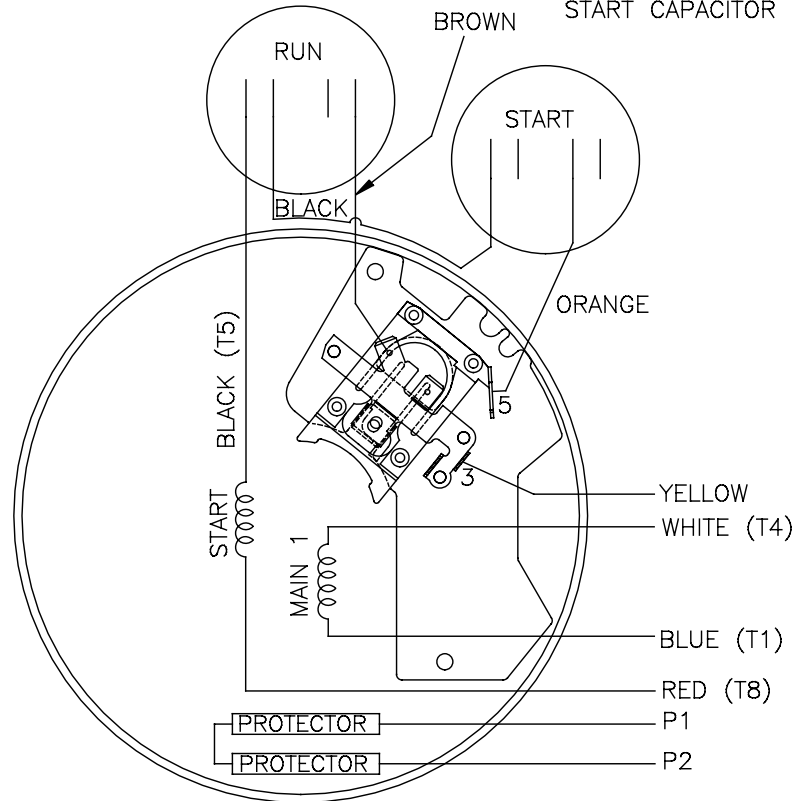 START CAPACITOR
BROWN
RUN
START
BLACK
ORANGE
BLACK (T5)
5
3
YELLOW
WHITE (T4)
START
MAIN 1
BLUE (T1)
RED (T8)
PROTECTOR
P1
PROTECTOR
P2